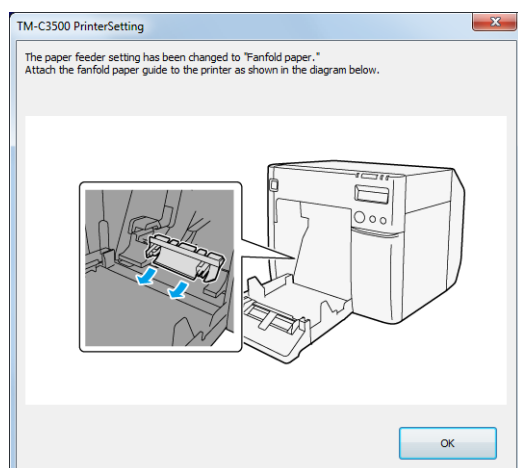 TM-C3500 PrinterSetting
The paper feeder setting has been changed to "Fanfold paper."
Attach the fanfold paper guide to the printer as shown in the diagram below.
OK